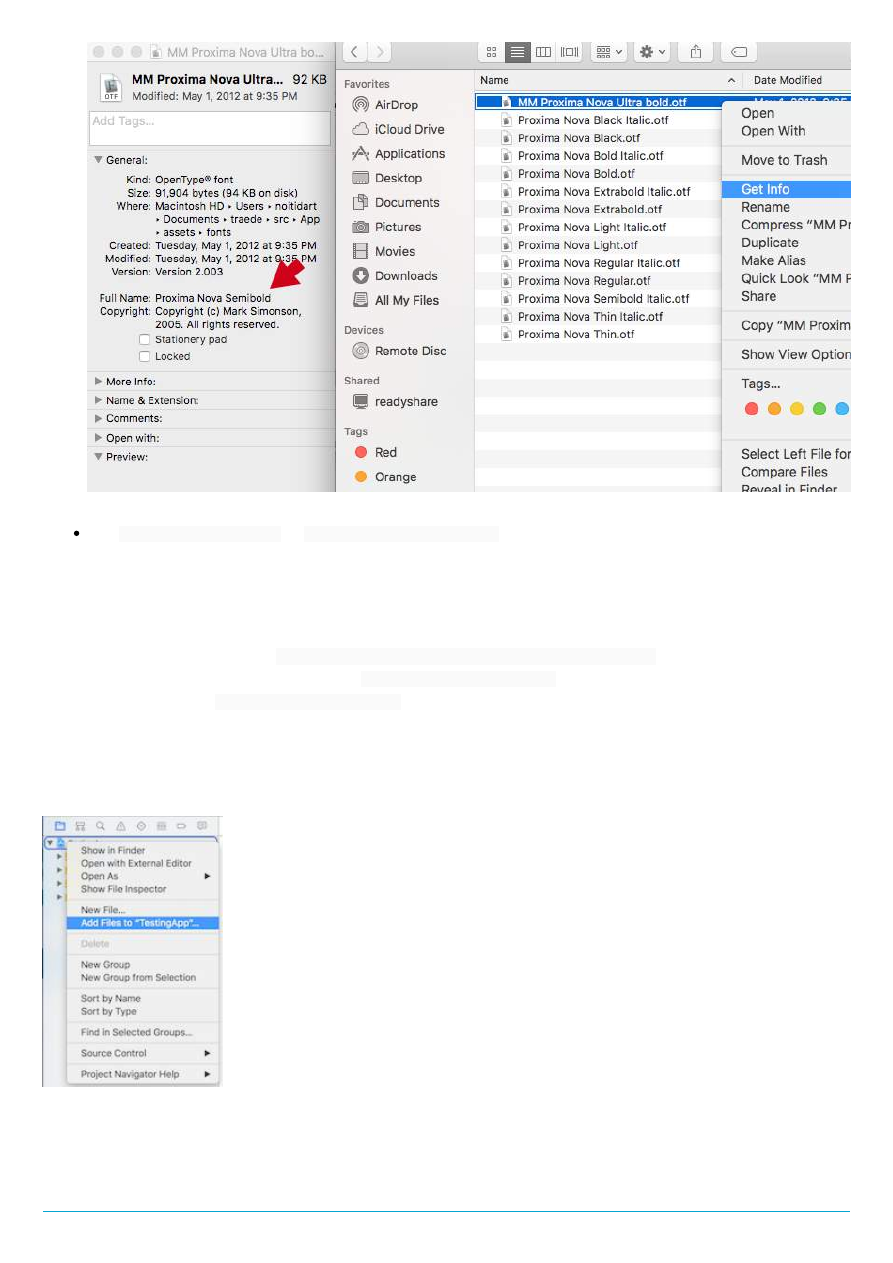 MM Proxima Nova Ultra bo...
MM Proxima Nova Ultra... 92 KB
Modified: May 1, 2012 at 9:35 PM
OTF
Add Tags...
General:
Kind: OpenType® font
Size: 91,904 bytes (94 KB on disk)
Where: Macintosh HD ▸ Users ▸ noitidart
▸ Documents ▸ traede ▸ src ▸ App
▸ assets ▸ fonts
Created: Tuesday, May 1, 2012 at 9:35 PM
Modified: Tuesday, May 1, 2012 at 9:35 PM
Version: Version 2.003
Full Name: Proxima Nova Semibold
Copyright: Copyright (c) Mark Simonson,
2005. All rights reserved.
Stationery pad
Locked
More Info:
Name & Extension:
Comments:
Open with:
Preview:
Favorites
AirDrop
iCloud Drive
Applications
Desktop
Documents
Pictures
Movies
Downloads
All My Files
Devices
Remote Disc
Shared
readyshare
Tags
Red
Orange
Name
Date Modified
MM Proxima Nova Ultra bold.otf
Proxima Nova Black Italic.otf
Proxima Nova Black.otf
Proxima Nova Bold Italic.otf
Proxima Nova Bold.otf
Proxima Nova Extrabold Italic.otf
Proxima Nova Extrabold.otf
Proxima Nova Light Italic.otf
Proxima Nova Light.otf
Proxima Nova Regular Italic.otf
Proxima Nova Regular.otf
Proxima Nova Semibold Italic.otf
Proxima Nova Thin Italic.otf
Proxima Nova Thin.otf
Open
Open With
Move to Trash
Get Info
Rename
Compress “MM Pr
Duplicate
Make Alias
Quick Look “MM P
Share
Copy “MM Proxim
Show View Option
Tags...
Select Left File for
Compare Files
Reveal in Finder
Show in Finder
Open with External Editor
Open As
Show File Inspector
New File...
Add Files to “TestingApp”...
Delete
New Group
New Group from Selection
Sort by Name
Sort by Type
Find in Selected Groups...
Source Control
Project Navigator Help